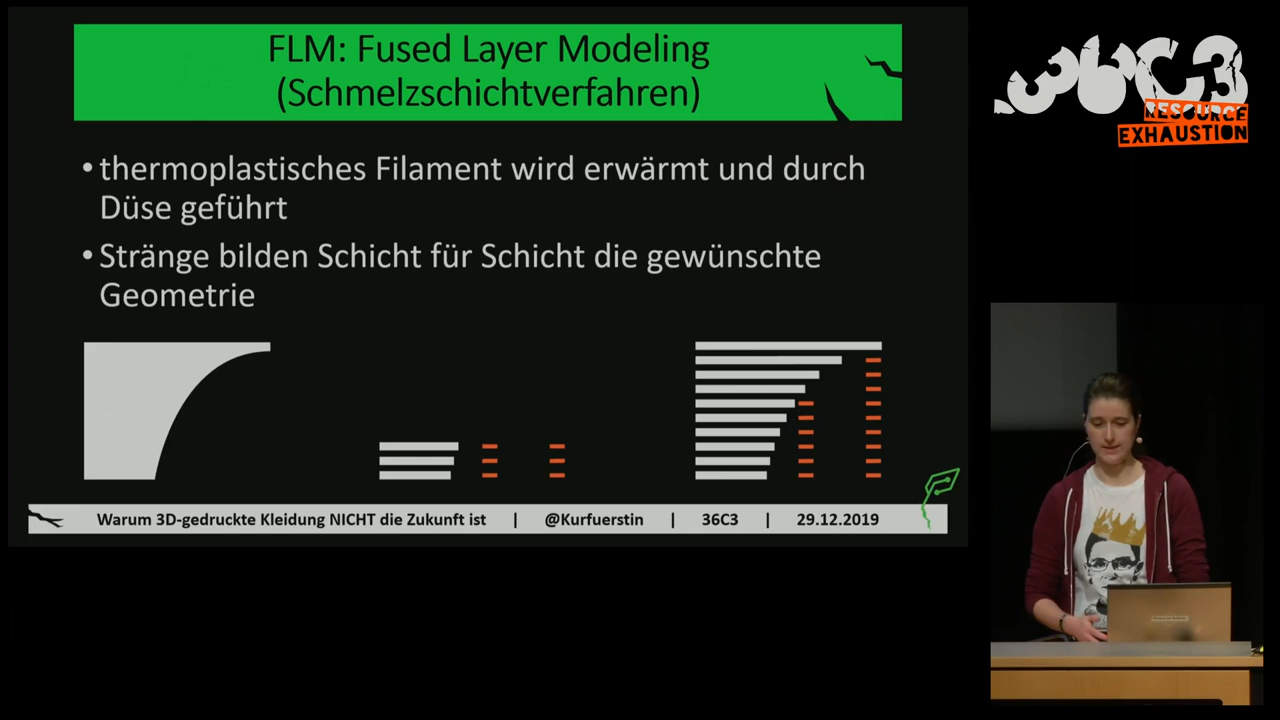 FLM: Fused Layer Modeling
(Schmelzschichtverfahren)
• thermoplastisches Filament wird erwärmt und durch
Düse geführt
• Stränge bilden Schicht für Schicht die gewünschte
Geometrie
Warum 3D-gedruckte Kleidung NICHT die Zukunft ist | @Kurfuerstin | 36C3 | 29.12.2019
36C3
RESOURCE
EXHAUSTION